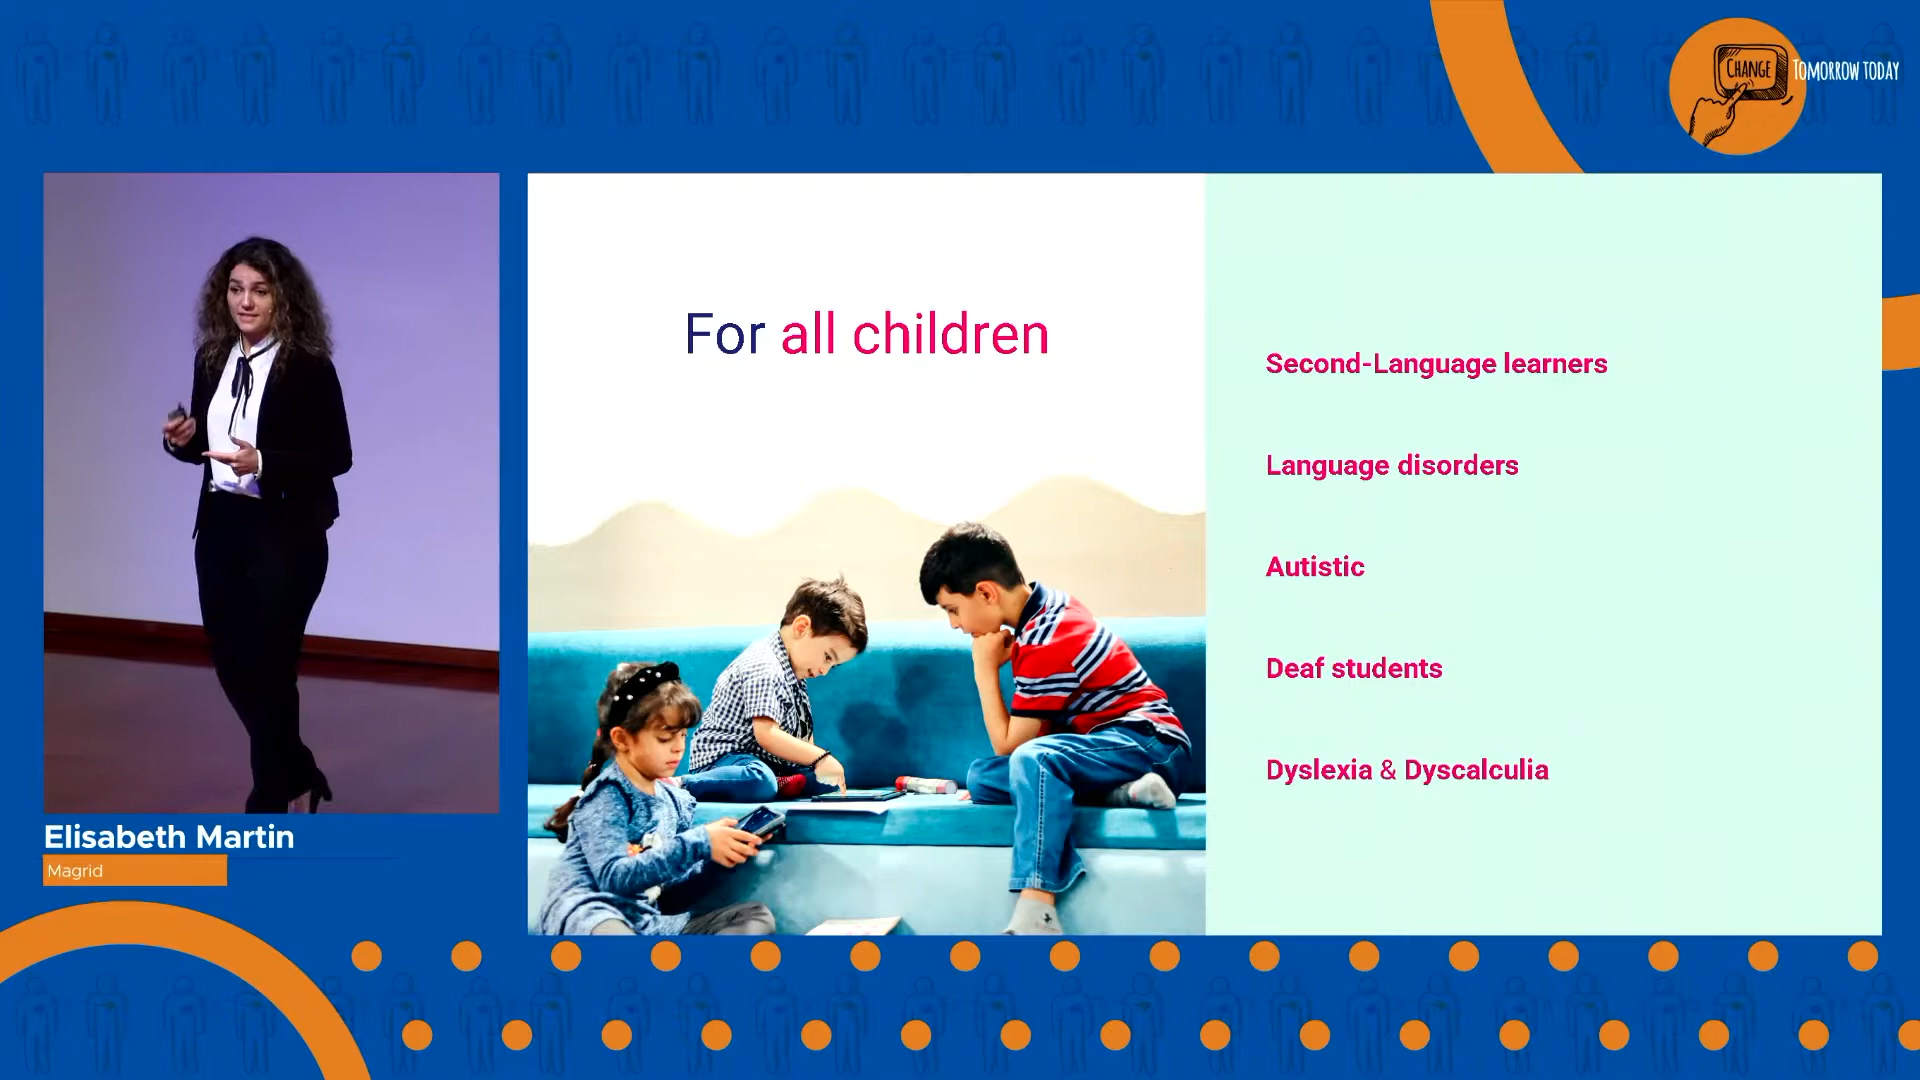 CHANGE
TOMORROW TODAY
For all children
Second-Language learners
Language disorders
Autistic
Deaf students
Dyslexia & Dyscalculia
Elisabeth Martin
Magrid